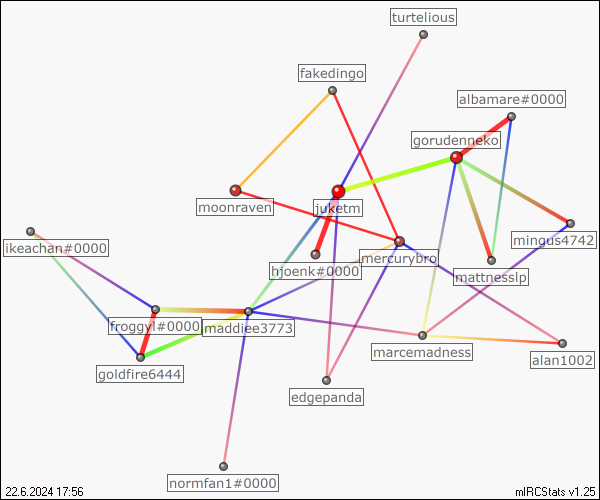 turtelious
fakedingo
albamare#0000
gorudenneko
moonraven
juketm
mingus4742
ikeachan#0000
mercurybro
hjoenk#0000
mattnesslp
froggyl#0000
maddiee3773
marcemadness
alan1002
goldfire6444
edgepanda
normfan1#0000
22.6.2024 17:56
mIRCStats v1.25